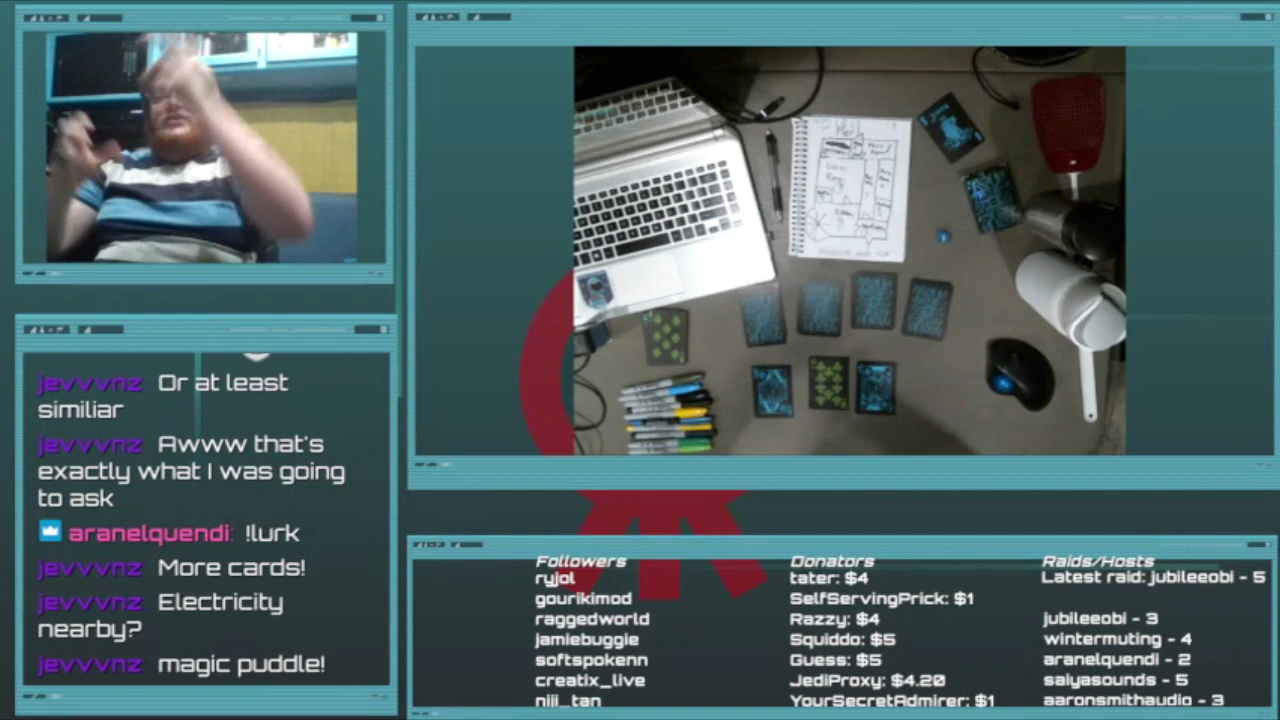 jevvvnz: Or at least
similiar
jevvvnz: Awww that's
exactly what I was going
to ask
aranelquendi: !lurk
jevvvnz: More cards!
jevvvnz: Electricity
nearby?
jevvvnz: magic puddle!
Followers
ryjol
gourikimod
raggedworld
jamiebuggie
softspokenn
creatix_live
niji_tan
Donators
tater: $4
SelfServingPrick: $1
Razzy: $4
Squiddo: $5
Guess: $5
JediProxy: $4.20
YourSecretAdmirer: $1
Raids/Hosts
Latest raid: jubileeobi - 5
jubileeobi - 3
wintermuting - 4
aranelquendi - 2
saiyasounds - 5
aaronsmithaudio - 3